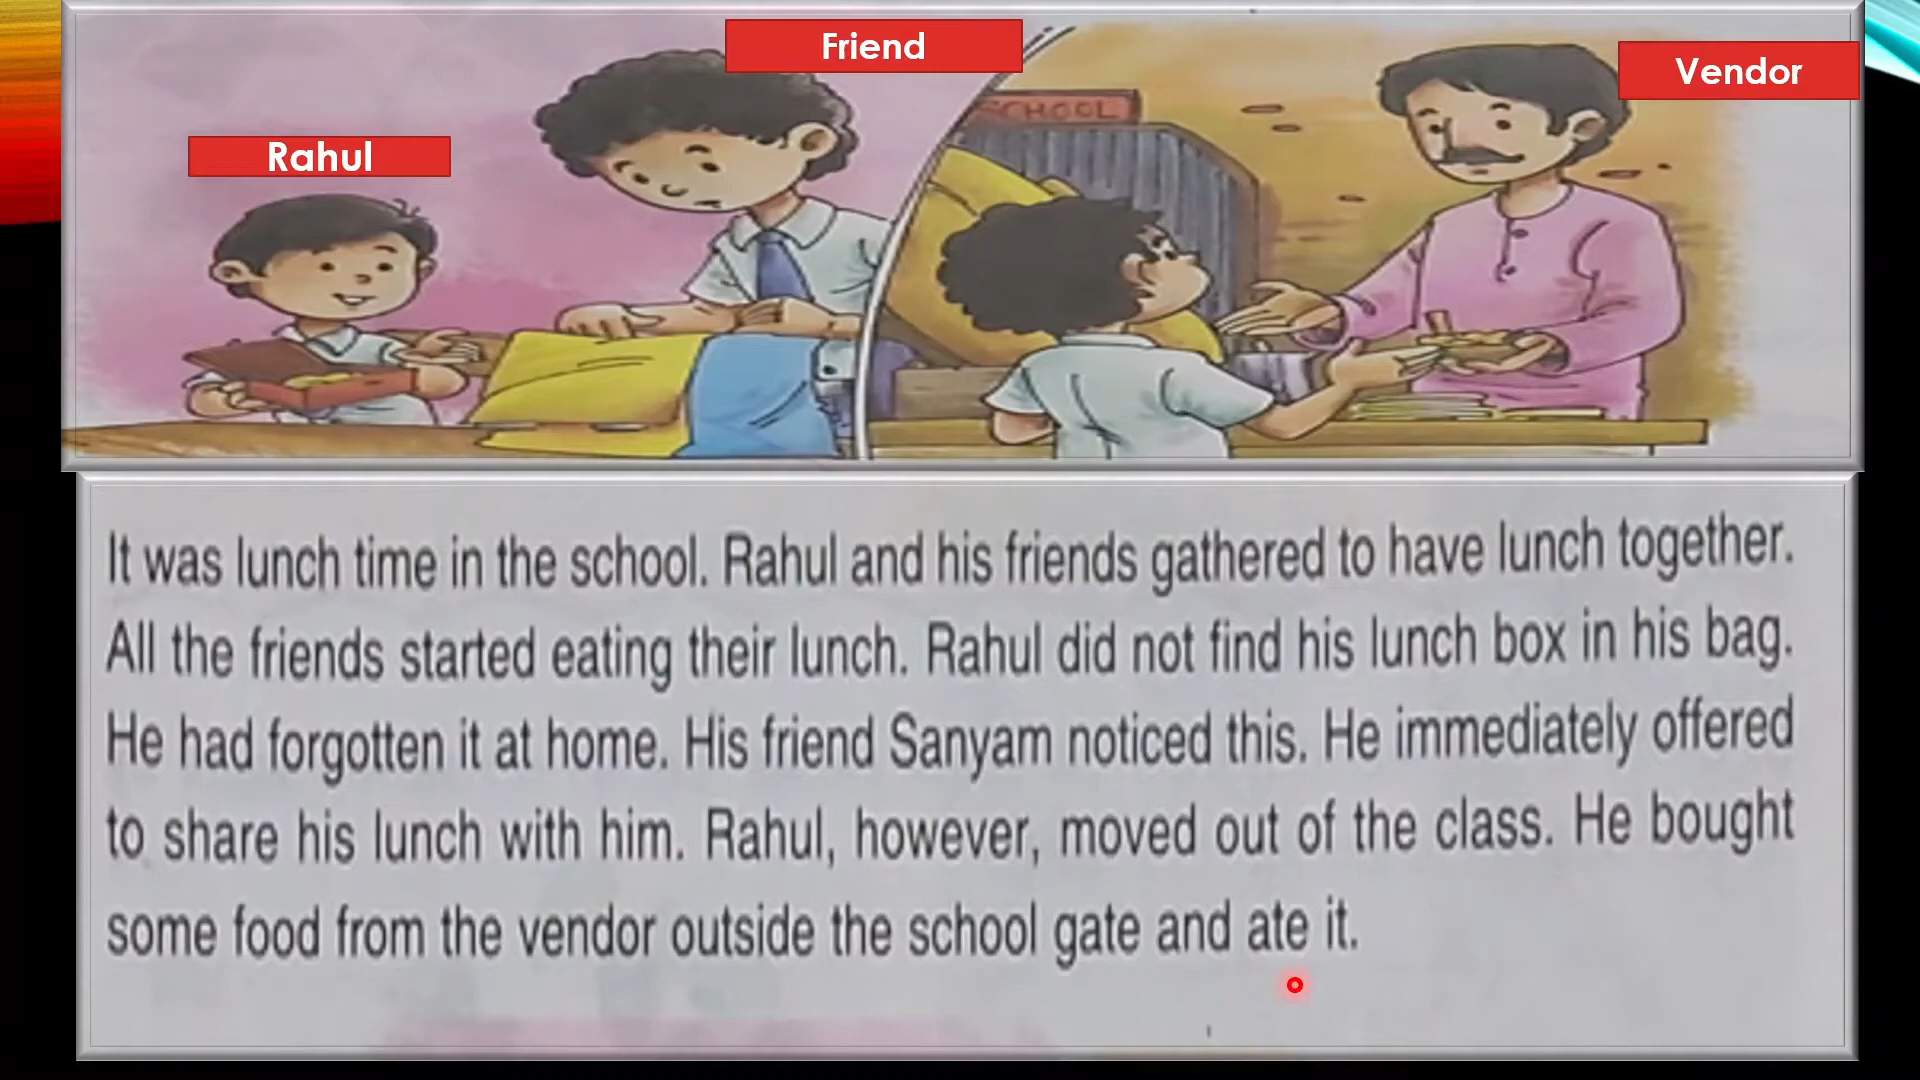 Friend
Vendor
SCHOOL
Rahul
It was lunch time in the school. Rahul and his friends gathered to have lunch together.
All the friends started eating their lunch. Rahul did not find his lunch box in his bag.
He had forgotten it at home. His friend Sanyam noticed this. He immediately offered
to share his lunch with him. Rahul, however, moved out of the class. He bought
some food from the vendor outside the school gate and ate it.